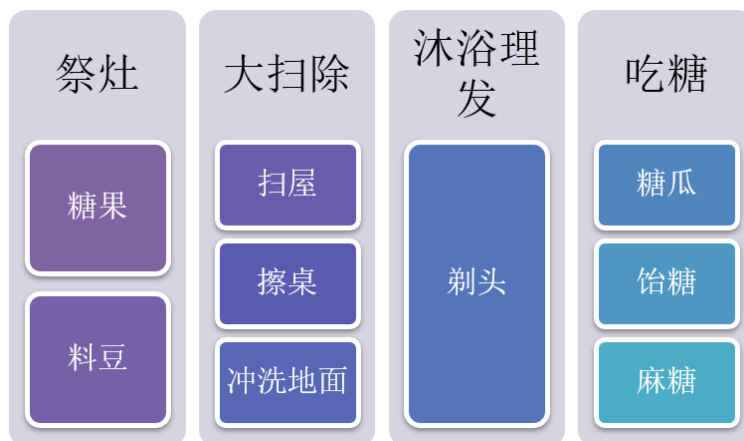 祭灶
糖果
料豆
大扫除
扫屋
擦桌
冲洗地面
沐浴理
发
剃头
吃糖
糖瓜
饴糖
麻糖